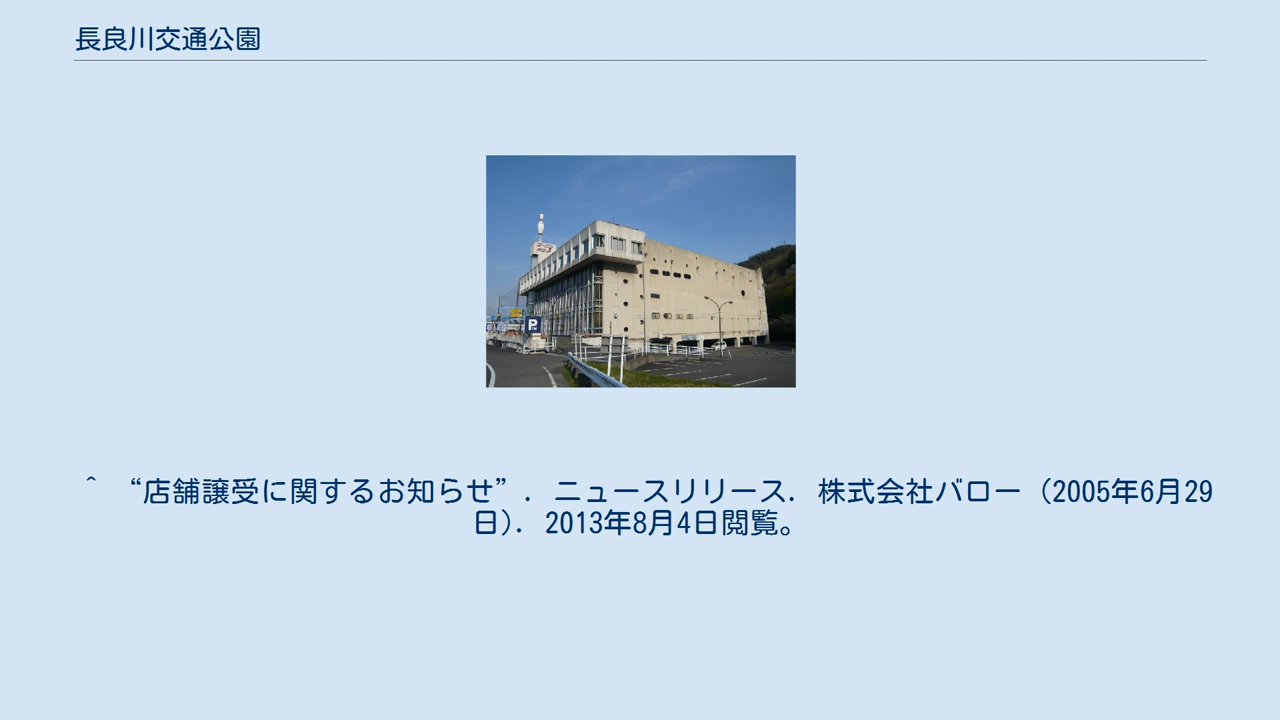 長良川交通公園
P
^ “店舗譲受に関するお知らせ”. ニュースリリース. 株式会社バロー (2005年6月29
日). 2013年8月4日閲覧。